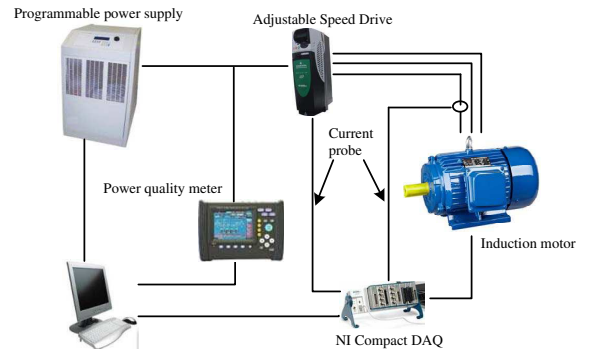 Programmable power supply
Adjustable Speed Drive
Current
probe
Power quality meter
Induction motor
NI Compact DAQ